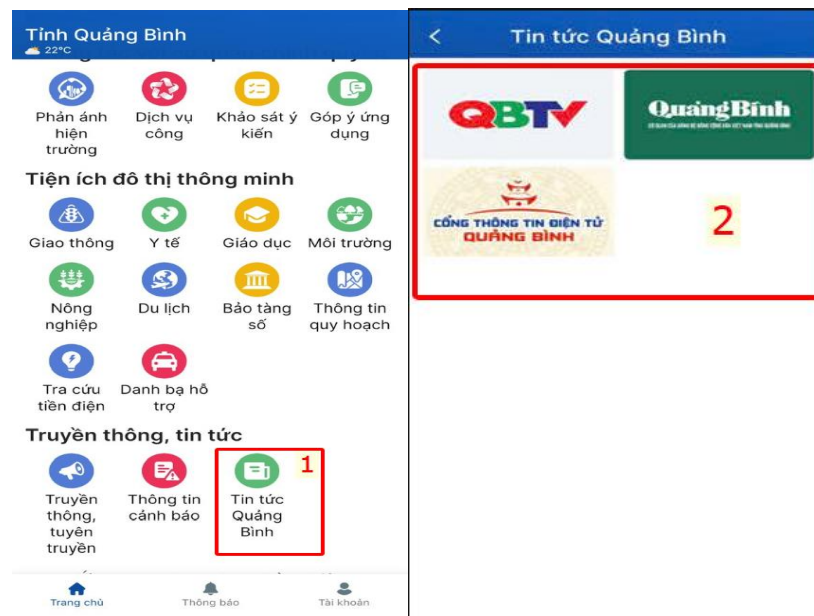 Tỉnh Quảng Bình
22°C
Phản ánh hiện trường
Dịch vụ công
Khảo sát ý kiến
Góp ý ứng dụng
Tiện ích đô thị thông minh
Giao thông
Y tế
Giáo dục
Môi trường
Nông nghiệp
Du lịch
Bảo tàng số
Thông tin quy hoạch
Tra cứu tiền điện
Danh bạ hỗ trợ
Truyền thông, tin tức
1
Truyền thông, tuyên truyền
Thông tin cảnh báo
Tin tức Quảng Bình
Trang chủ
Thông báo
Tài khoản
Tin tức Quảng Bình
QBTV
Quảng Bình
CỔNG THÔNG TIN ĐIỆN TỬ
QUẢNG BÌNH
2